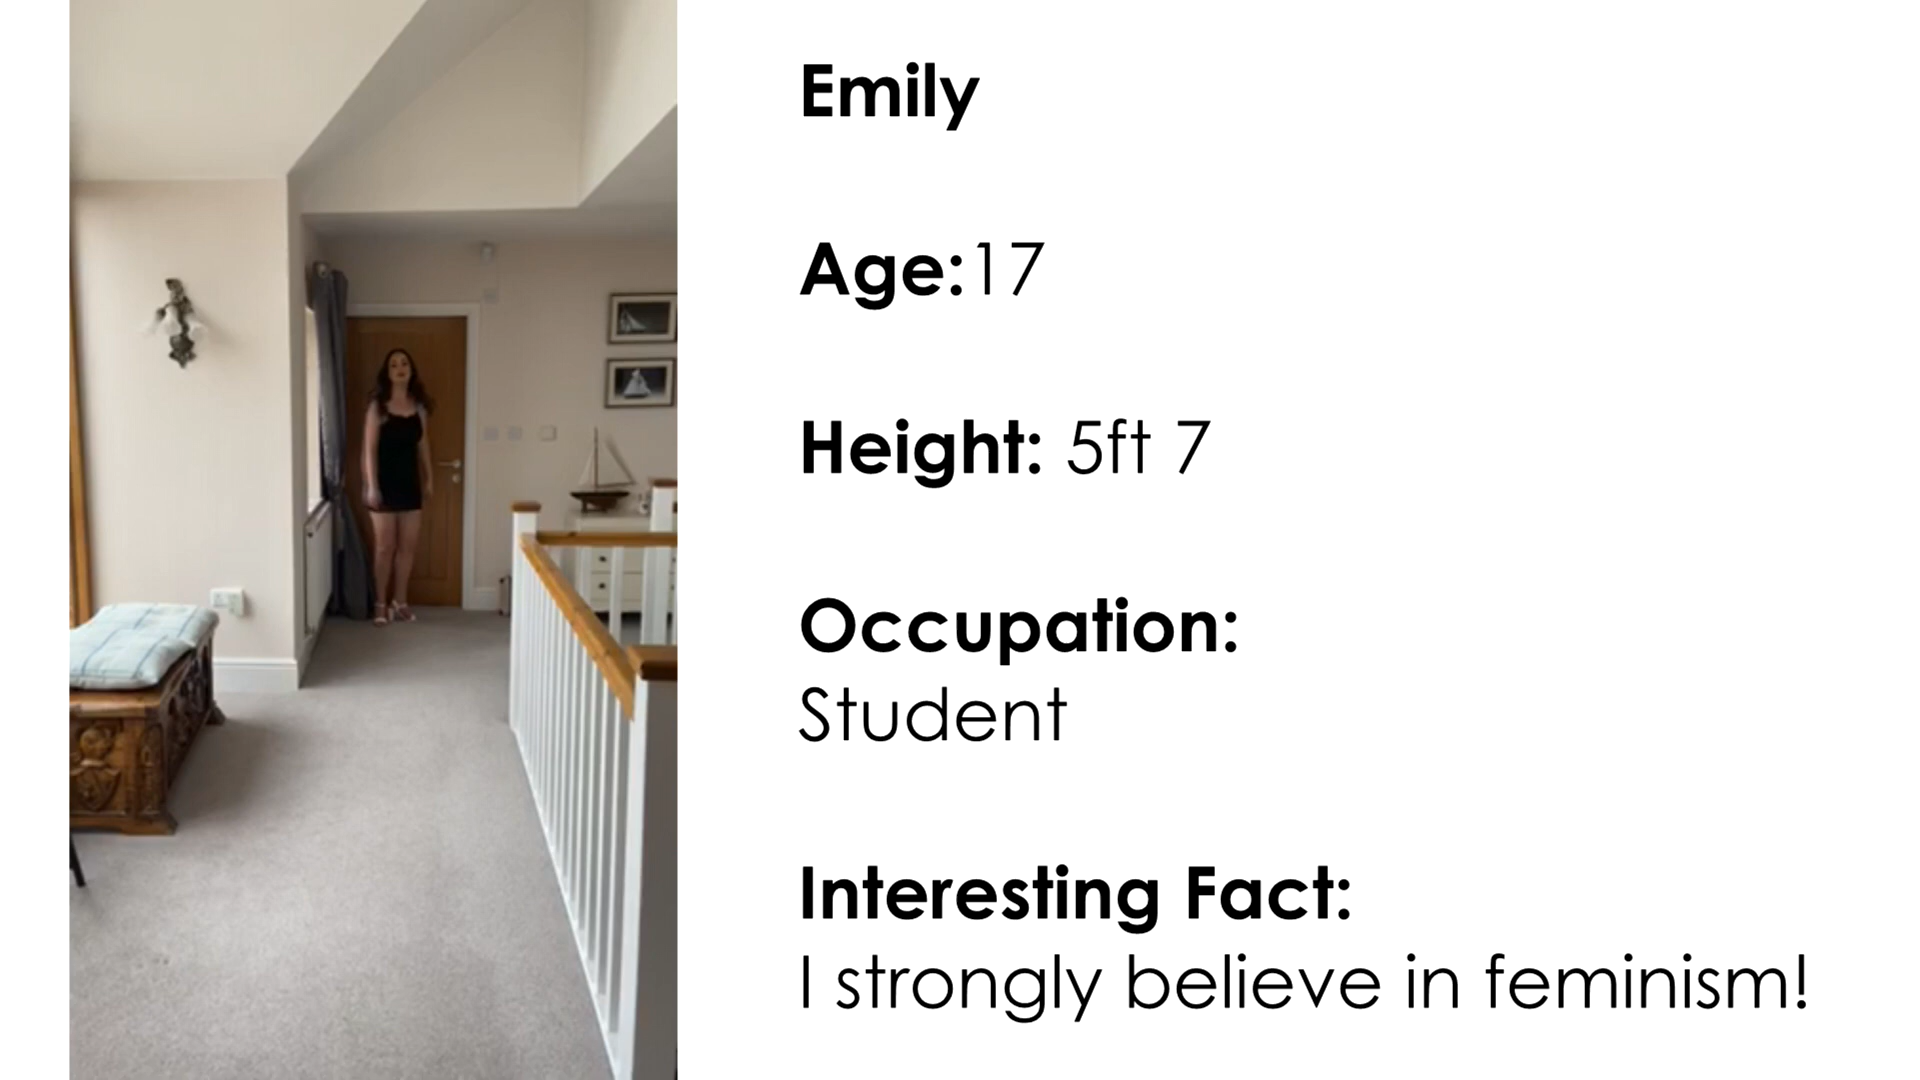 Emily
Age:17
Height: 5ft 7
Occupation:
Student
Interesting Fact:
I strongly believe in feminism!